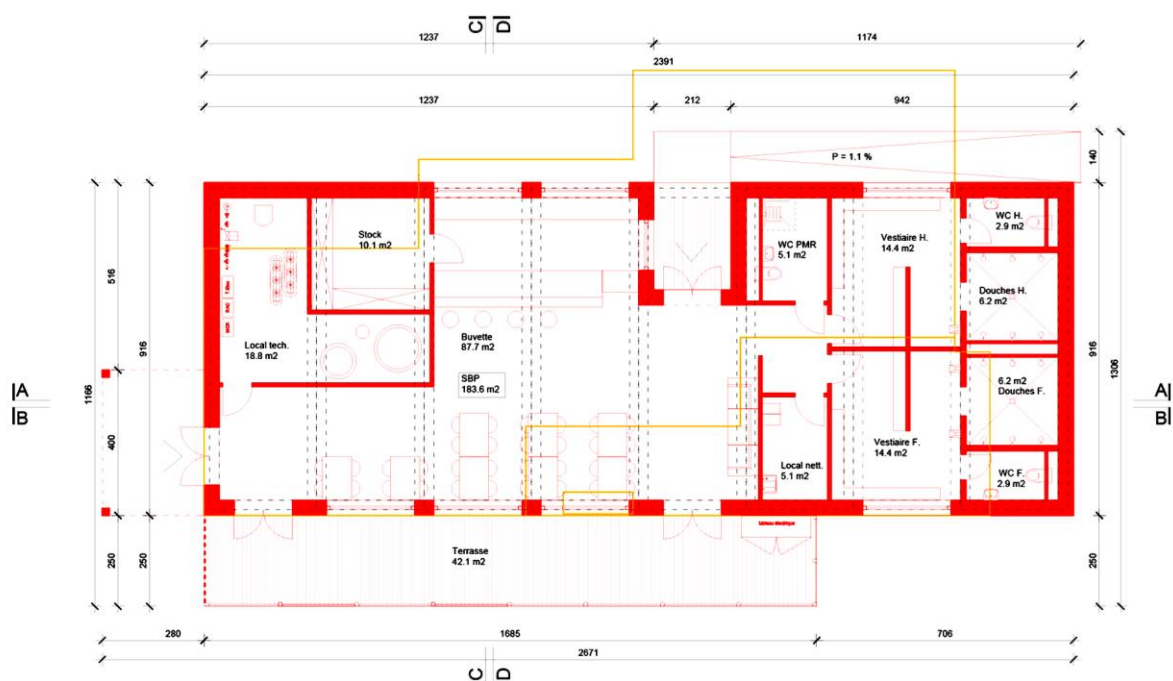 C D
1237
1174
2391
1237
212
942
P = 1.1 %
140
Stock
10.1 m2
WC PMR
5.1 m2
Vestiaire H.
14.4 m2
WC H.
2.9 m2
516
916
1166
Local tech.
18.8 m2
Buvette
87.7 m2
SBP
183.6 m2
Douches H.
6.2 m2
916
1306
6.2 m2
Douches F.
A
B
A
B
400
Vestiaire F.
14.4 m2
Local nett.
5.1 m2
WC F.
2.9 m2
Tableau électrique
250
250
Terrasse
42.1 m2
250
280
1685
706
2671
C D